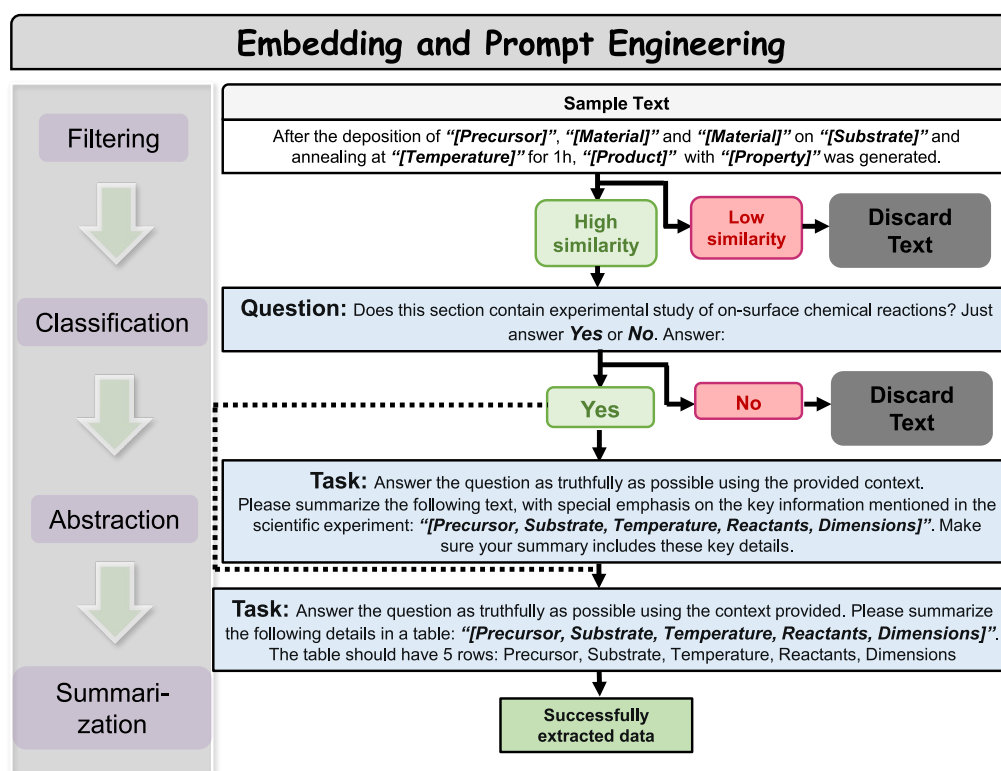 Embedding and Prompt Engineering
Filtering
Classification
Abstraction
Summari-
zation
Sample Text
After the deposition of “[Precursor]”, “[Material]” and “[Material]” on “[Substrate]” and
annealing at “[Temperature]” for 1h, “[Product]” with “[Property]” was generated.
High
similarity
Low
similarity
Discard
Text
Question: Does this section contain experimental study of on-surface chemical reactions? Just
answer Yes or No. Answer:
Yes
No
Discard
Text
Task: Answer the question as truthfully as possible using the provided context.
Please summarize the following text, with special emphasis on the key information mentioned in the
scientific experiment: “[Precursor, Substrate, Temperature, Reactants, Dimensions]”. Make
sure your summary includes these key details.
Task: Answer the question as truthfully as possible using the context provided. Please summarize
the following details in a table: “[Precursor, Substrate, Temperature, Reactants, Dimensions]”.
The table should have 5 rows: Precursor, Substrate, Temperature, Reactants, Dimensions
Successfully
extracted data